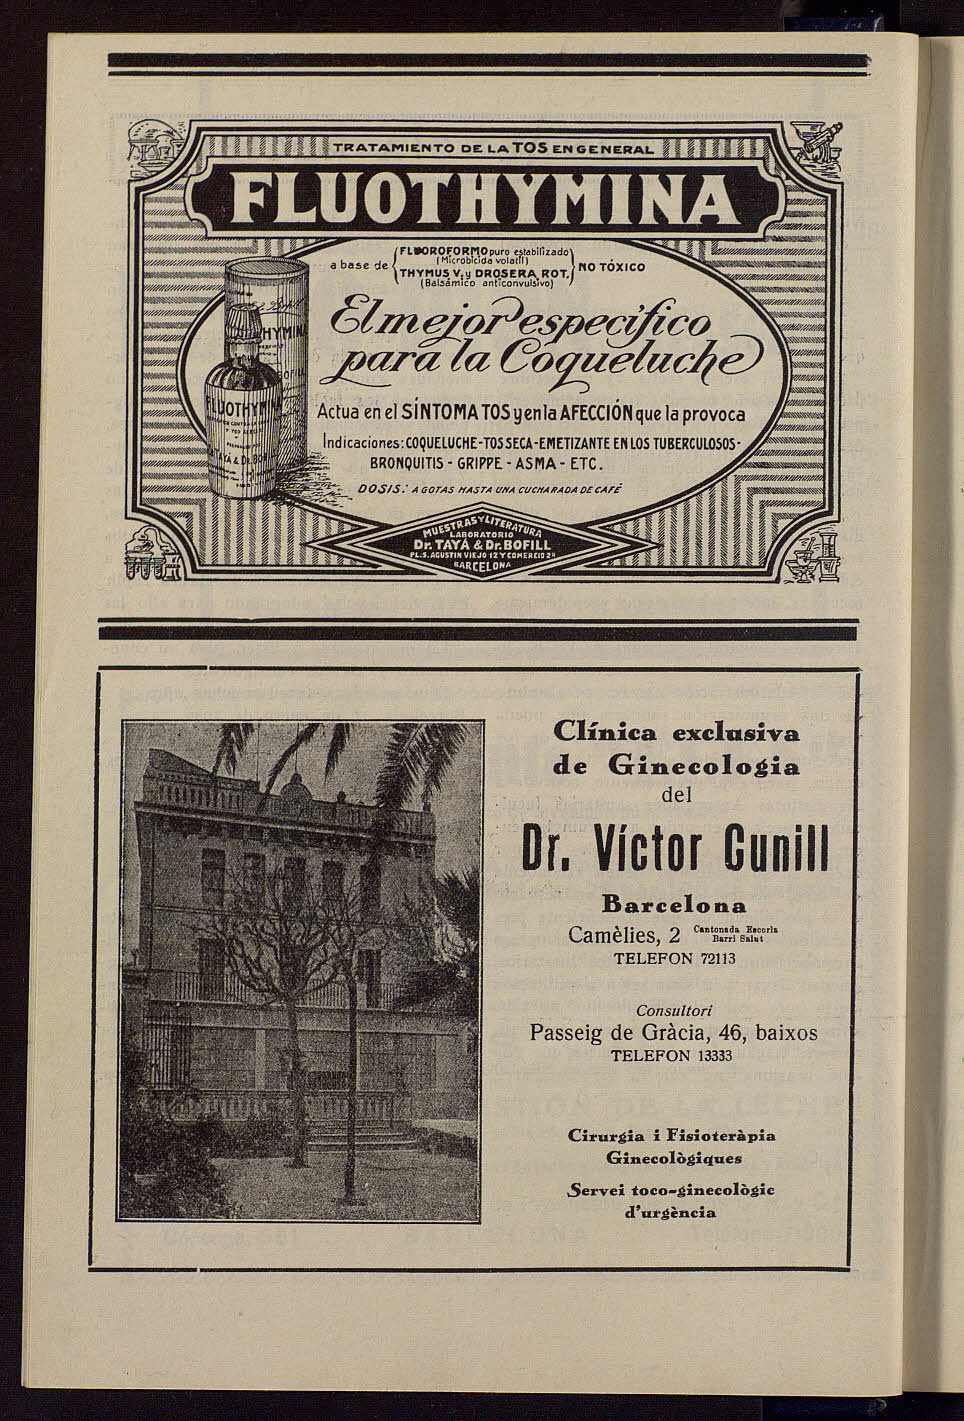 TRATAMIENTO DE LA TOS EN GENERAL
FLUOTHYMINA
a base de
FLUOROFORMO puro estabilizado
(Microbicida volatil)
THYMUS V. y DROSERA ROT.
(Balsámico anticonvulsivo)
NO TÓXICO
El mejor específico
para la Coqueluche
Actua en el SÍNTOMA TOS y en la AFECCIÓN que la provoca
Indicaciones: COQUELUCHE-TOS SECA-EMETIZANTE EN LOS TUBERCULOSOS-
BRONQUITIS - GRIPPE - ASMA - ETC.
DOSIS: A GOTAS HASTA UNA CUCHARADA DE CAFÉ
MUESTRAS Y LITERATURA
LABORATORIO
Dr. TAYÁ & Dr. BOFILL
PL. S. AGUSTIN VIEJO 12 Y COMERCIO 28
BARCELONA
Clínica exclusiva
de Ginecologia
del
Dr. Víctor Cunill
Barcelona
Camèlies, 2 Cantonada Escorla
Barri Salut
TELEFON 72113
Consultori
Passeig de Gràcia, 46, baixos
TELEFON 13333
Cirurgia i Fisioteràpia
Ginecològiques
Servei toco-ginecològic
d'urgència